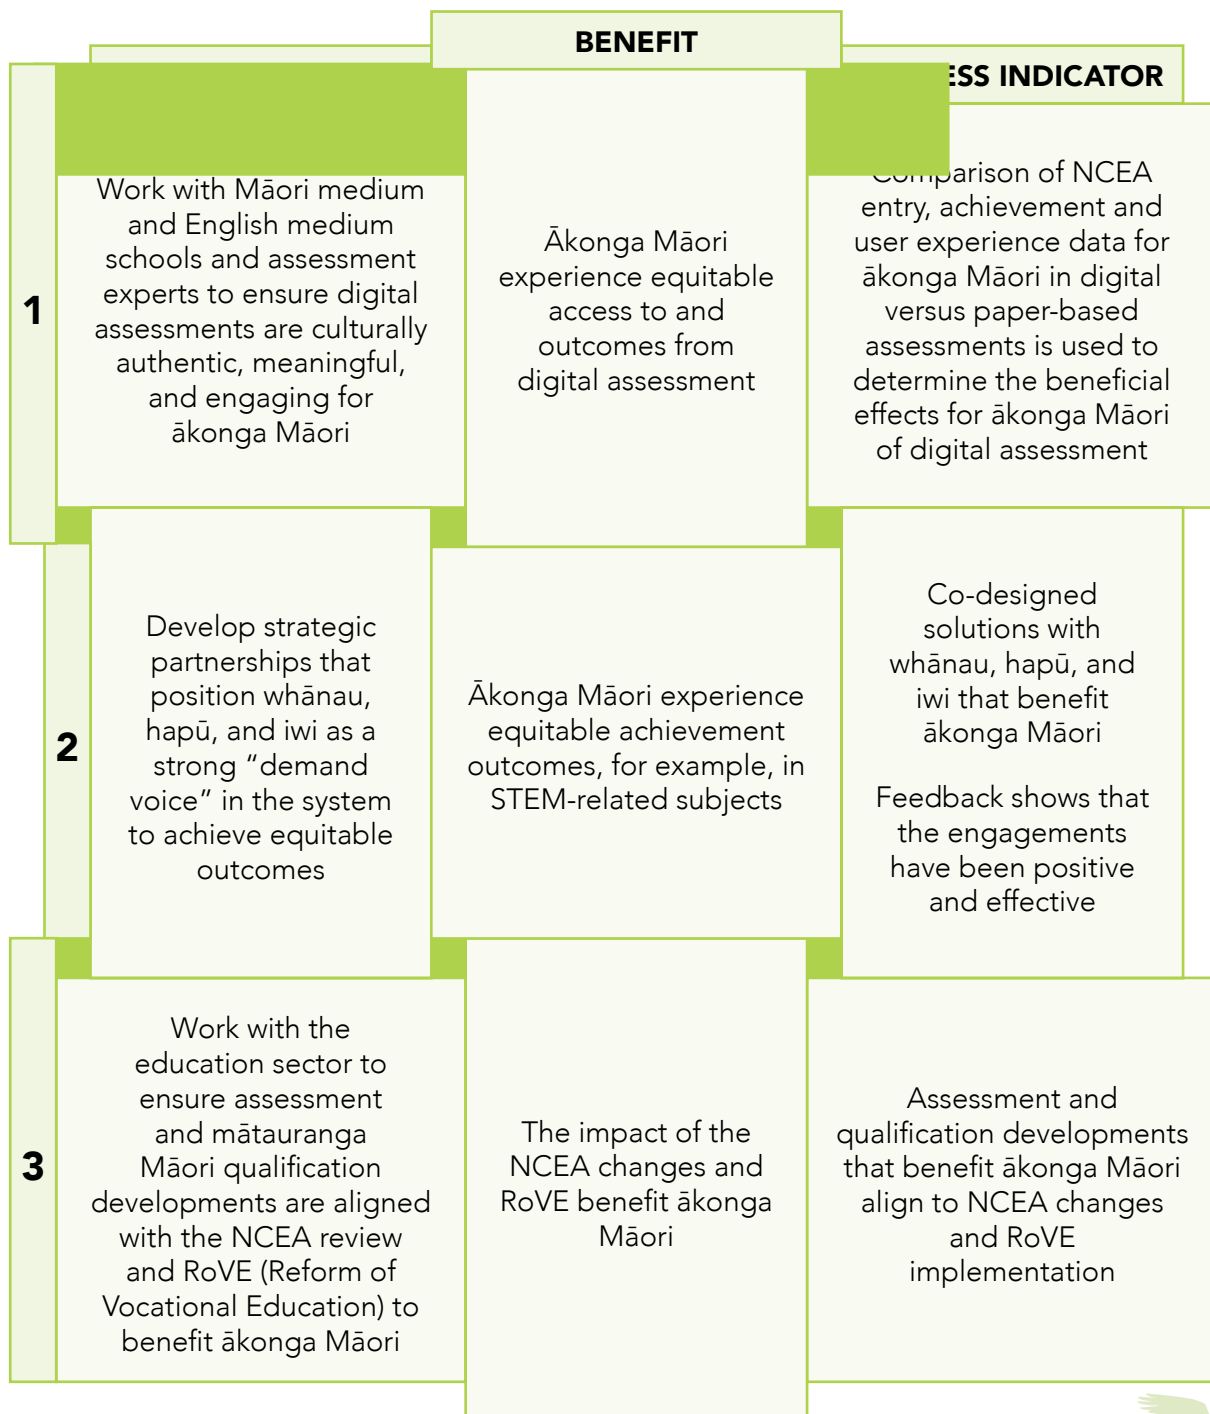 BENEFIT
INDICATOR
1
Work with Māori medium
and English medium
schools and assessment
experts to ensure digital
assessments are culturally
authentic, meaningful,
and engaging for
ākonga Māori
Ākonga Māori
experience equitable
access to and
outcomes from
digital assessment
Comparison of NCEA
entry, achievement and
user experience data for
ākonga Māori in digital
versus paper-based
assessments is used to
determine the beneficial
effects for ākonga Māori
of digital assessment
2
Develop strategic
partnerships that
position whānau,
hapū, and iwi as a
strong “demand
voice” in the system
to achieve equitable
outcomes
Ākonga Māori experience
equitable achievement
outcomes, for example, in
STEM-related subjects
Co-designed
solutions with
whānau, hapū, and
iwi that benefit
ākonga Māori
Feedback shows that
the engagements
have been positive
and effective
3
Work with the
education sector to
ensure assessment
and mātauranga
Māori qualification
developments are aligned
with the NCEA review
and RoVE (Reform of
Vocational Education) to
benefit ākonga Māori
The impact of the
NCEA changes and
RoVE benefit ākonga
Māori
Assessment and
qualification developments
that benefit ākonga Māori
align to NCEA changes
and RoVE
implementation